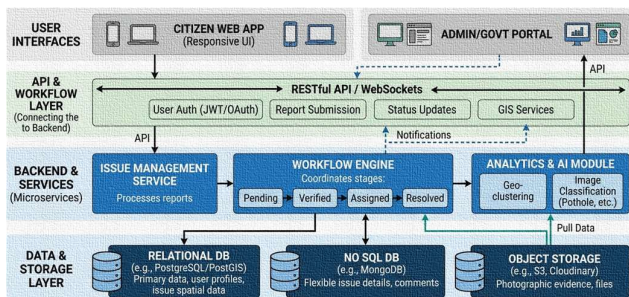 USER
INTERFACES
CITIZEN WEB APP
(Responsive UI)
ADMIN/GOVT PORTAL
API
API &
WORKFLOW
LAYER
(Connecting the
to Backend)
RESTful API / WebSockets
User Auth (JWT/OAuth)
Report Submission
Status Updates
GIS Services
API
Notifications
BACKEND
& SERVICES
(Microservices)
ISSUE MANAGEMENT
SERVICE
Processes reports
WORKFLOW ENGINE
Coordinates stages:
Pending
Verified
Assigned
Resolved
ANALYTICS & AI MODULE
Geo-
clustering
Image
Classification
(Pothole, etc.)
Pull Data
DATA &
STORAGE
LAYER
RELATIONAL DB
(e.g., PostgreSQL/PostGIS)
Primary data, user profiles,
issue spatial data
NO SQL DB
(e.g., MongoDB)
Flexible issue details, comments
OBJECT STORAGE
(e.g., S3, Cloudinary)
Photographic evidence, files